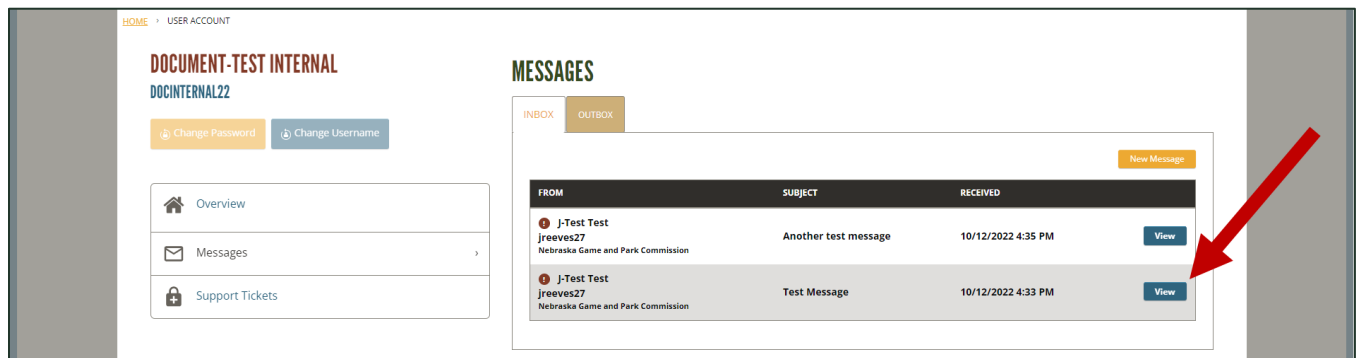 HOME › USER ACCOUNT
DOCUMENT-TEST INTERNAL
DOCINTERNAL22
Change Password
Change Username
Overview
Messages ›
Support Tickets
MESSAGES
INBOX
OUTBOX
New Message
FROM SUBJECT RECEIVED
J-Test Test
jreeves27 Another test message 10/12/2022 4:35 PM View
Nebraska Game and Park Commission
J-Test Test
jreeves27 Test Message 10/12/2022 4:33 PM View
Nebraska Game and Park Commission